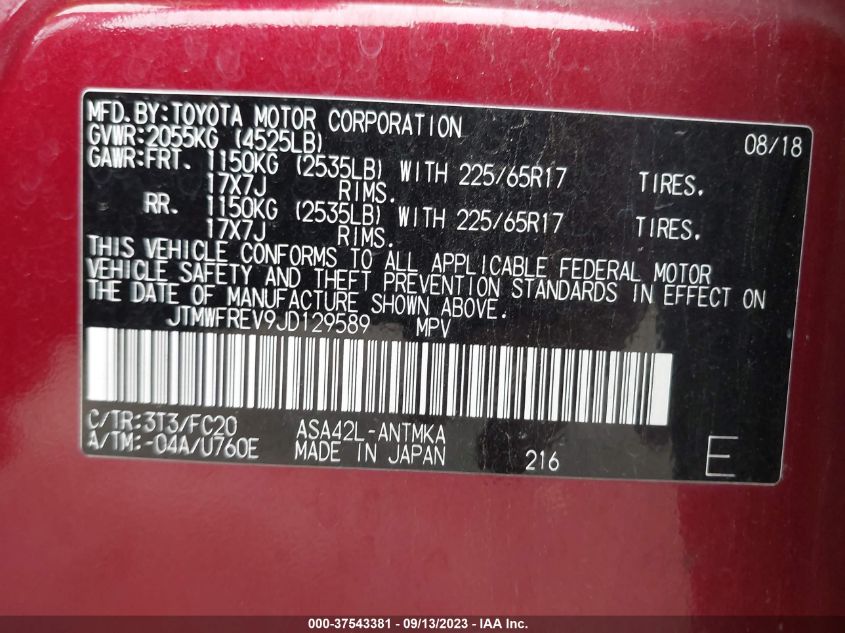 MFD.BY:TOYOTA MOTOR CORPORATION 08/18
GVWR:2055KG (4525LB)
GAWR:FRT. 1150KG (2535LB) WITH 225/65R17 TIRES.
17X7J RIMS.
RR. 1150KG (2535LB) WITH 225/65R17 TIRES.
17X7J RIMS.
THIS VEHICLE CONFORMS TO ALL APPLICABLE FEDERAL MOTOR
VEHICLE SAFETY AND THEFT PREVENTION STANDARDS IN EFFECT ON
THE DATE OF MANUFACTURE SHOWN ABOVE.
JTMWFREV9JD129589 MPV
C/TR:3T3/FC20 ASA42L-ANTMKA
A/TM:-04A/U760E MADE IN JAPAN 216 E
000-37543381 - 09/13/2023 - IAA Inc.